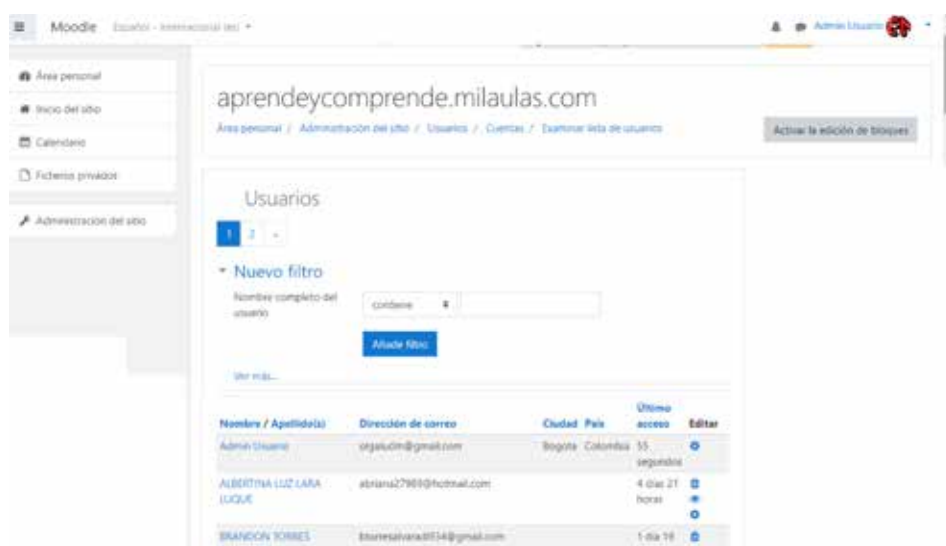 Moodle Español - Internacional (es)
Admin Usuario
Área personal
Inicio del sitio
Calendario
Ficheros privados
Administración del sitio
aprendeycomprende.milaulas.com
Área personal / Administración del sitio / Usuarios / Cuentas / Examinar lista de usuarios
Activar la edición de bloques
Usuarios
1 2 »
Nuevo filtro
Nombre completo del
usuario
contiene
Añade filtro
Ver más...
Nombre / Apellido(s) Dirección de correo Ciudad País Último
acceso Editar
Admin Usuario Bogota Colombia 55
segundos
ALBERTINA LUZ LARA
LUQUE
4 días 21
horas
BRANDON TORRES